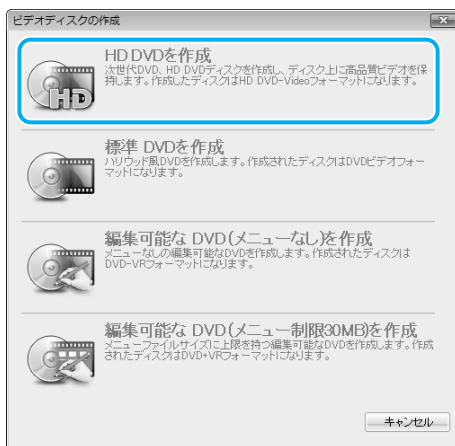 ビデオディスクの作成
HD DVDを作成
次世代DVD、HD DVDディスクを作成し、ディスク上に高品質ビデオを保
持します。作成したディスクはHD DVD-Videoフォーマットになります。
HD
標準 DVDを作成
ハリウッド風DVDを作成します。作成されたディスクはDVDビデオフォー
マットになります。
編集可能な DVD(メニューなし)を作成
メニューなしの編集可能なDVDを作成します。作成されたディスクは
DVD-VRフォーマットになります。
編集可能な DVD(メニュー制限30MB)を作成
メニューファイルサイズに上限を持つ編集可能なDVDを作成します。作成
されたディスクはDVD+VRフォーマットになります。
キャンセル